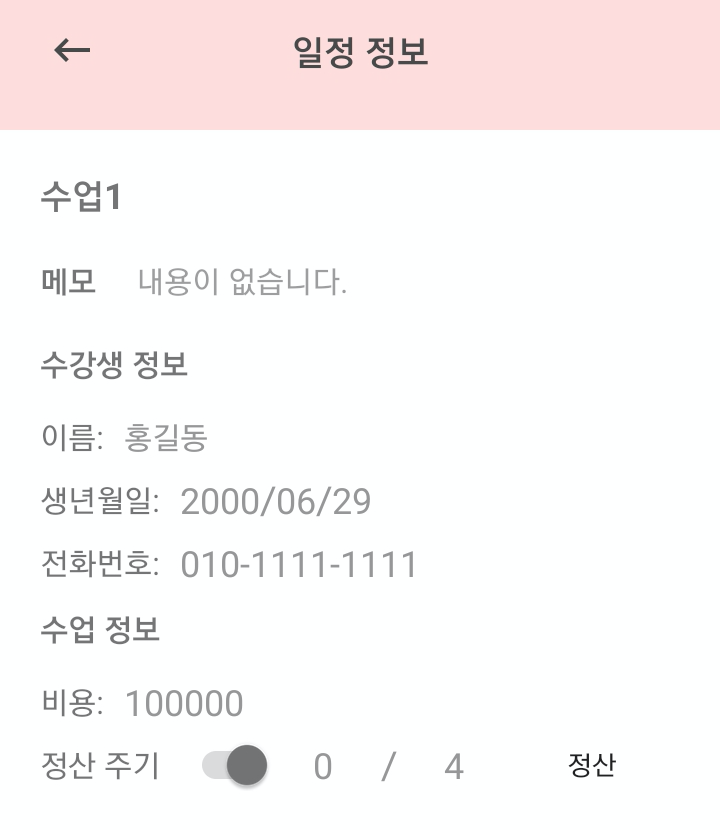 일정 정보
수업1
메모 내용이 없습니다.
수강생 정보
이름: 홍길동
생년월일: 2000/06/29
전화번호: 010-1111-1111
수업 정보
비용: 100000
정산 주기 0 / 4 정산